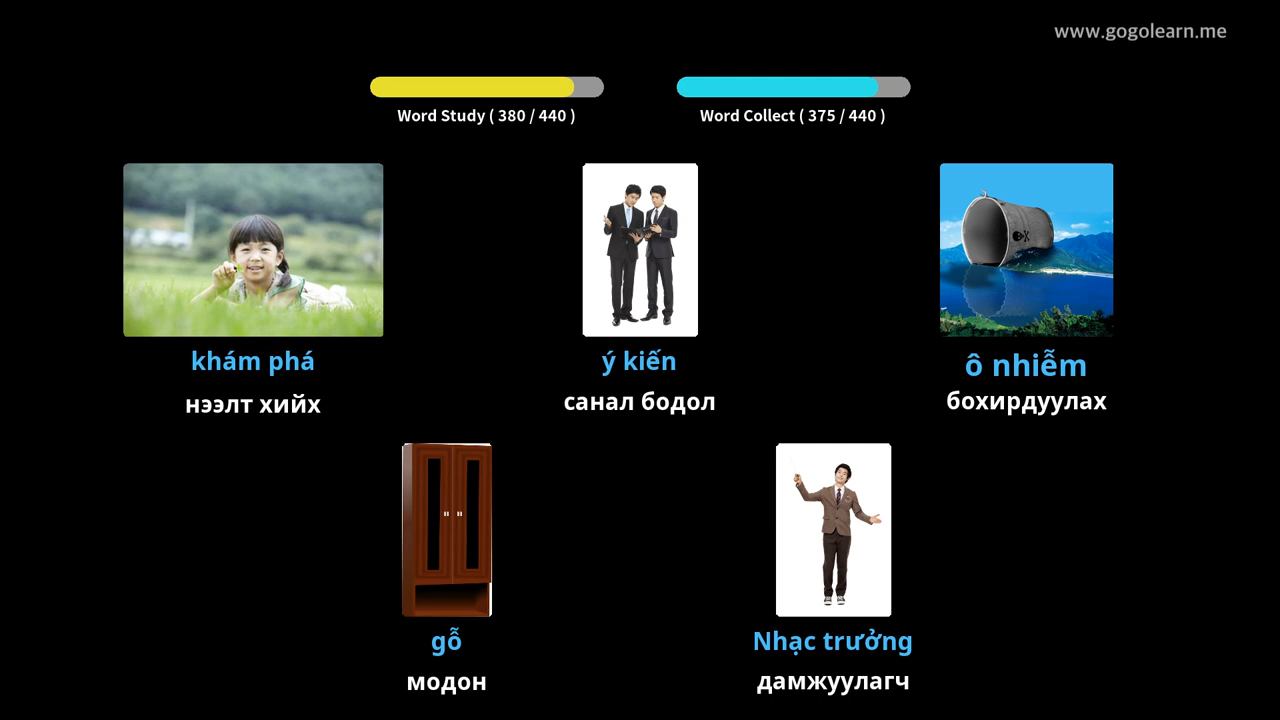 www.gogolearn.me
Word Study ( 380 / 440 )
Word Collect ( 375 / 440 )
khám phá
нээлт хийх
ý kiến
санал бодол
ô nhiễm
бохирдуулах
gỗ
модон
Nhạc trưởng
дамжуулагч